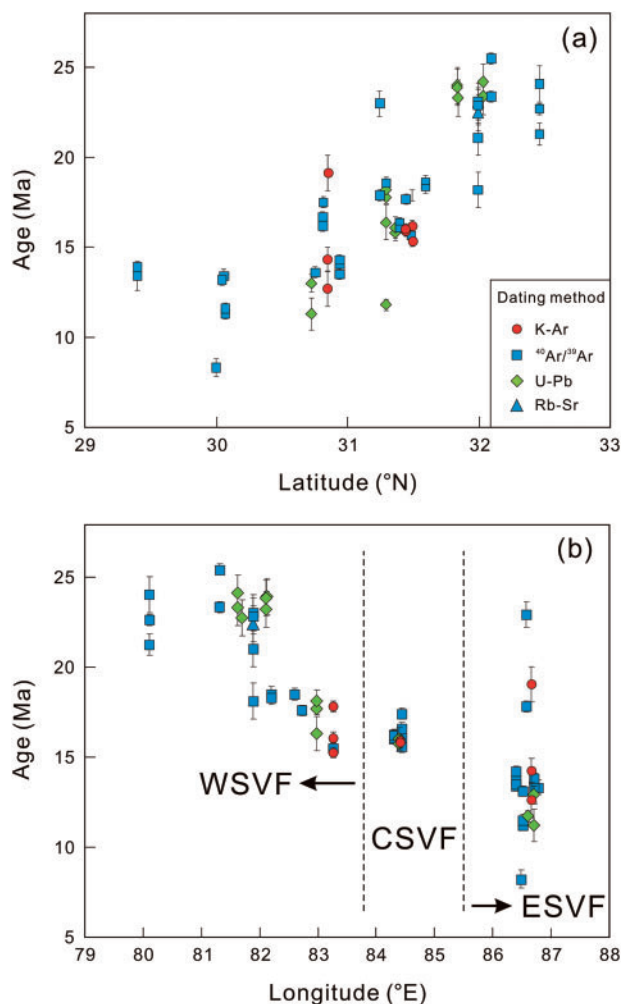 (a)
25
20
15
10
5
Age (Ma)
Dating method
K-Ar
⁴⁰Ar/³⁹Ar
U-Pb
Rb-Sr
29 30 31 32 33
Latitude (°N)
(b)
25
20
15
10
5
Age (Ma)
WSVF
CSVF
ESVF
79 80 81 82 83 84 85 86 87 88
Longitude (°E)